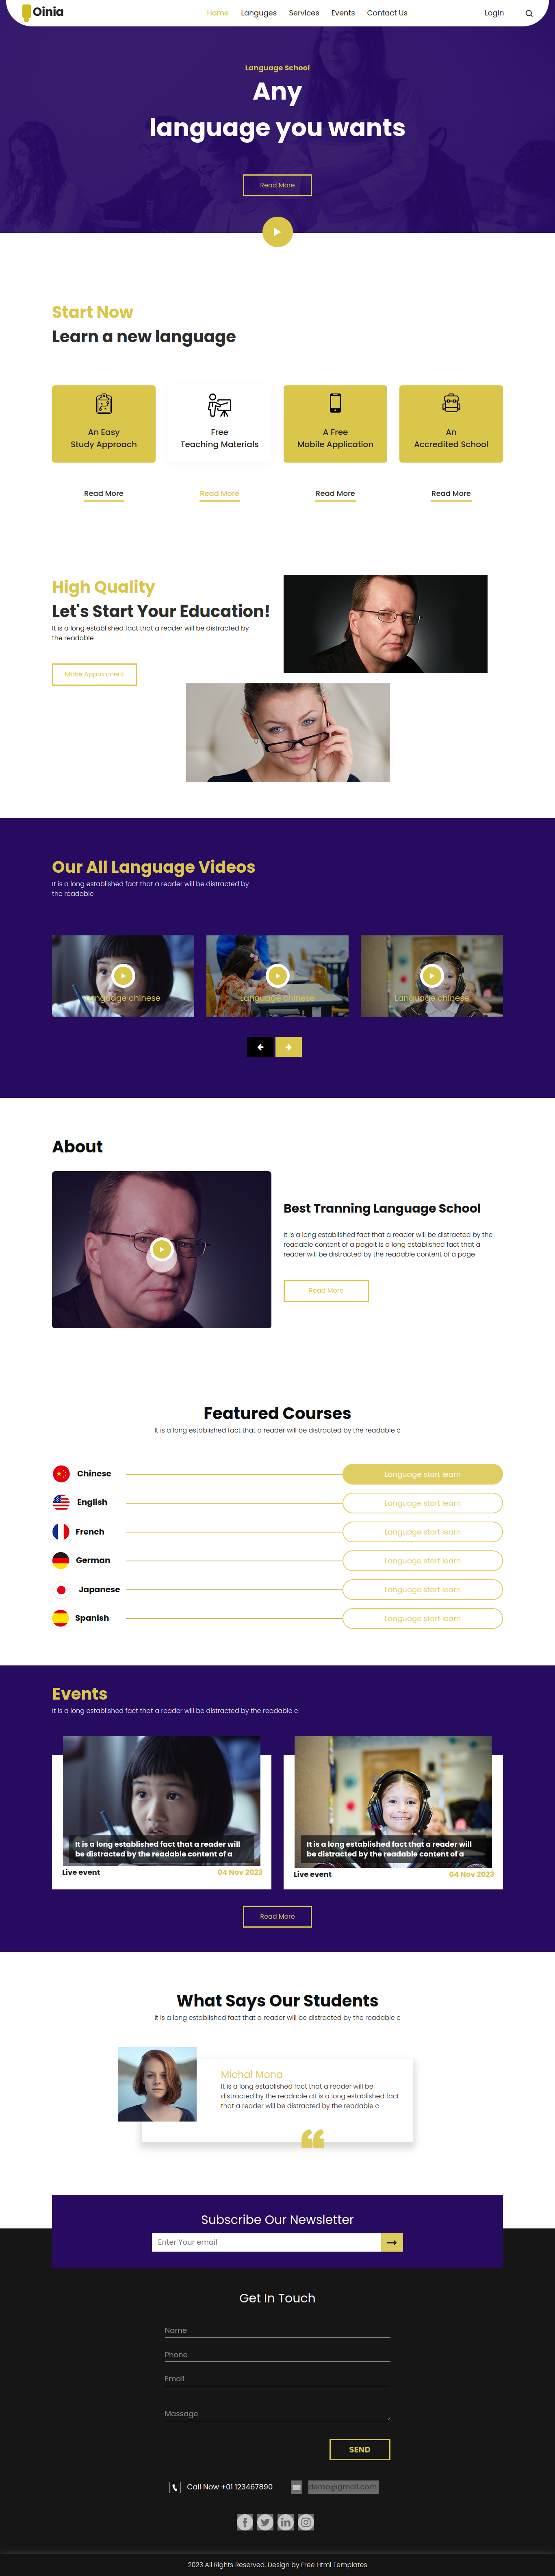 Oinia
Home Languges Services Events Contact Us Login
Language School
Any
language you wants
Read More
Start Now
Learn a new language
An Easy
Study Approach
Free
Teaching Materials
A Free
Mobile Application
An
Accredited School
Read More
Read More
Read More
Read More
High Quality
Let's Start Your Education!
It is a long established fact that a reader will be distracted by
the readable
Make Appoinment
Our All Language Videos
It is a long established fact that a reader will be distracted by
the readable
Language chinese
Language chinese
Language chinese
About
Best Tranning Language School
It is a long established fact that a reader will be distracted by the
readable content of a pogeIt is a long established fact that a
reader will be distracted by the readable content of a page
Read More
Featured Courses
It is a long established fact that a reader will be distracted by the readable c
Chinese Language start learn
English Language start learn
French Language start learn
German Language start learn
Japanese Language start learn
Spanish Language start learn
Events
It is a long established fact that a reader will be distracted by the readable c
It is a long established fact that a reader will
be distracted by the readable content of a
Live event 04 Nov 2023
It is a long established fact that a reader will
be distracted by the readable content of a
Live event 04 Nov 2023
Read More
What Says Our Students
It is a long established fact that a reader will be distracted by the readable c
Michal Mona
It is a long established fact that a reader will be
distracted by the readable cIt is a long established fact
that a reader will be distracted by the readable c
Subscribe Our Newsletter
Enter Your email
Get In Touch
Name
Phone
Email
Massage
SEND
Call Now +01 123467890 demo@gmail.com
2023 All Rights Reserved. Design by Free Html Templates